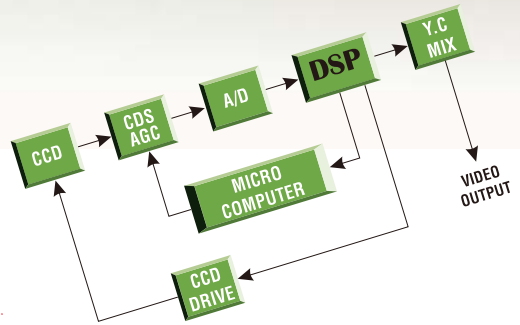 CCD
CDS
AGC
A/D
DSP
Y.C
MIX
MICRO
COMPUTER
VIDEO
OUTPUT
CCD
DRIVE